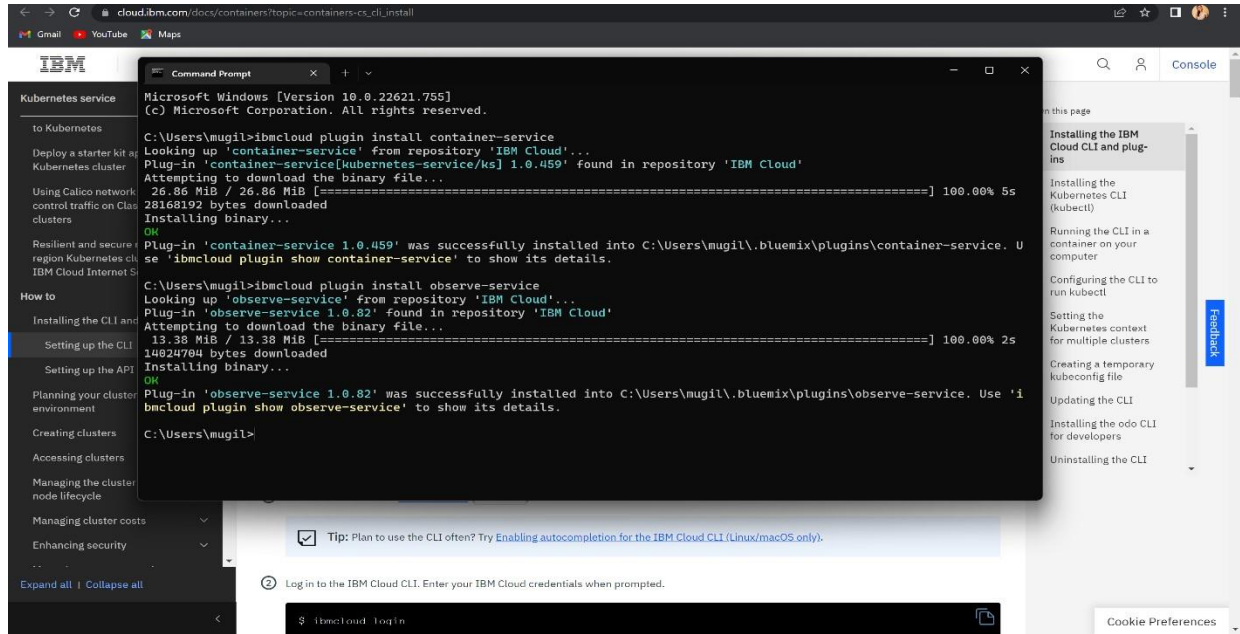 cloud.ibm.com/docs/containers?topic=containers-cs_cli_install
Gmail YouTube Maps
IBM
Console
Kubernetes service
to Kubernetes
Deploy a starter kit
Kubernetes cluster
Using Calico network
control traffic on
clusters
Resilient and secure
region Kubernetes
IBM Cloud Internet
How to
Installing the CLI and
Setting up the CLI
Setting up the API
Planning your cluster
environment
Creating clusters
Accessing clusters
Managing the cluster
node lifecycle
Managing cluster costs
Enhancing security
Expand all | Collapse all
Command Prompt
Microsoft Windows [Version 10.0.22621.755]
(c) Microsoft Corporation. All rights reserved.
C:\Users\mugil>ibmcloud plugin install container-service
Looking up 'container-service' from repository 'IBM Cloud'...
Plug-in 'container-service[kubernetes-service/ks] 1.0.459' found in repository 'IBM Cloud'
Attempting to download the binary file...
26.86 MiB / 26.86 MiB [==============================================================================] 100.00% 5s
28168192 bytes downloaded
Installing binary...
OK
Plug-in 'container-service 1.0.459' was successfully installed into C:\Users\mugil\.bluemix\plugins\container-service. U
se 'ibmcloud plugin show container-service' to show its details.
C:\Users\mugil>ibmcloud plugin install observe-service
Looking up 'observe-service' from repository 'IBM Cloud'...
Plug-in 'observe-service 1.0.82' found in repository 'IBM Cloud'
Attempting to download the binary file...
13.38 MiB / 13.38 MiB [==============================================================================] 100.00% 2s
14024704 bytes downloaded
Installing binary...
OK
Plug-in 'observe-service 1.0.82' was successfully installed into C:\Users\mugil\.bluemix\plugins\observe-service. Use 'i
bmcloud plugin show observe-service' to show its details.
C:\Users\mugil>
Tip: Plan to use the CLI often? Try Enabling autocompletion for the IBM Cloud CLI (Linux/macOS only).
2 Log in to the IBM Cloud CLI. Enter your IBM Cloud credentials when prompted.
$ ibmcloud login
on this page
Installing the IBM
Cloud CLI and plug-
ins
Installing the
Kubernetes CLI
(kubectl)
Running the CLI in a
container on your
computer
Configuring the CLI to
run kubectl
Setting the
Kubernetes context
for multiple clusters
Creating a temporary
kubeconfig file
Updating the CLI
Installing the odo CLI
for developers
Uninstalling the CLI
Feedback
Cookie Preferences